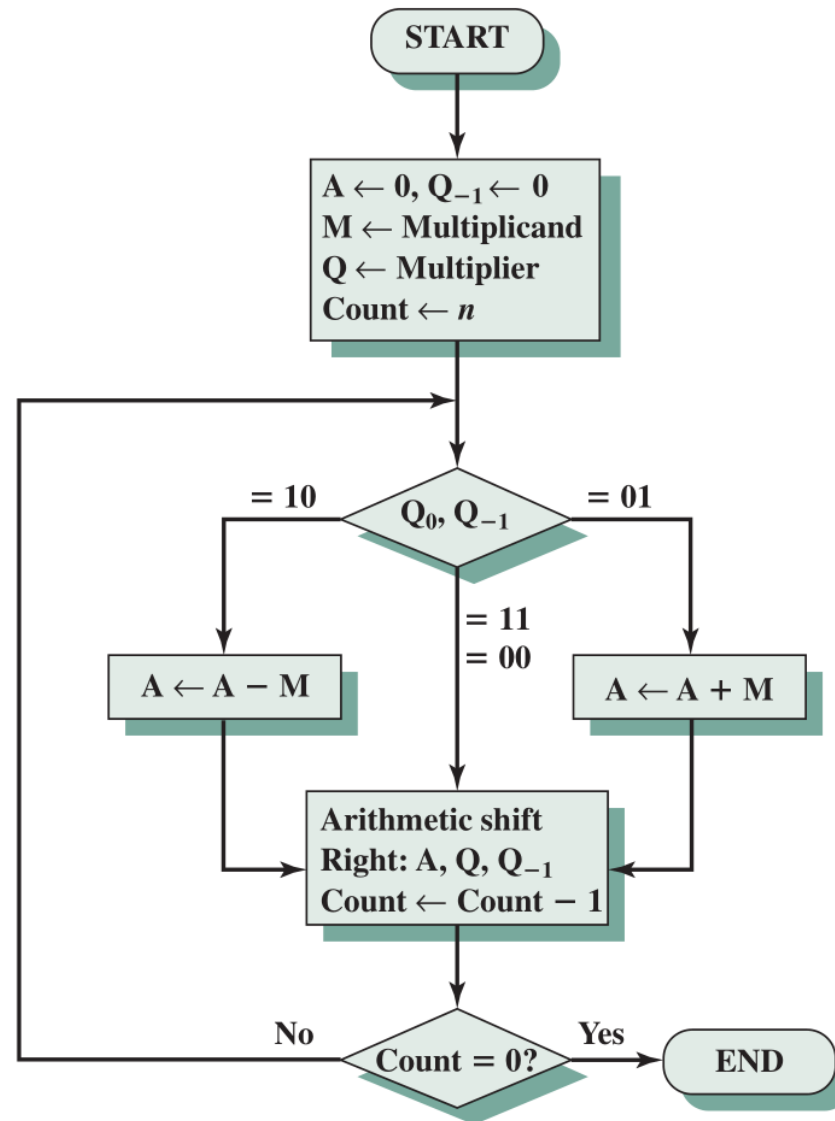 START
A ← 0, Q₋₁ ← 0
M ← Multiplicand
Q ← Multiplier
Count ← n
= 10
Q₀, Q₋₁
= 01
= 11
= 00
A ← A − M
A ← A + M
Arithmetic shift
Right: A, Q, Q₋₁
Count ← Count − 1
No
Count = 0?
Yes
END